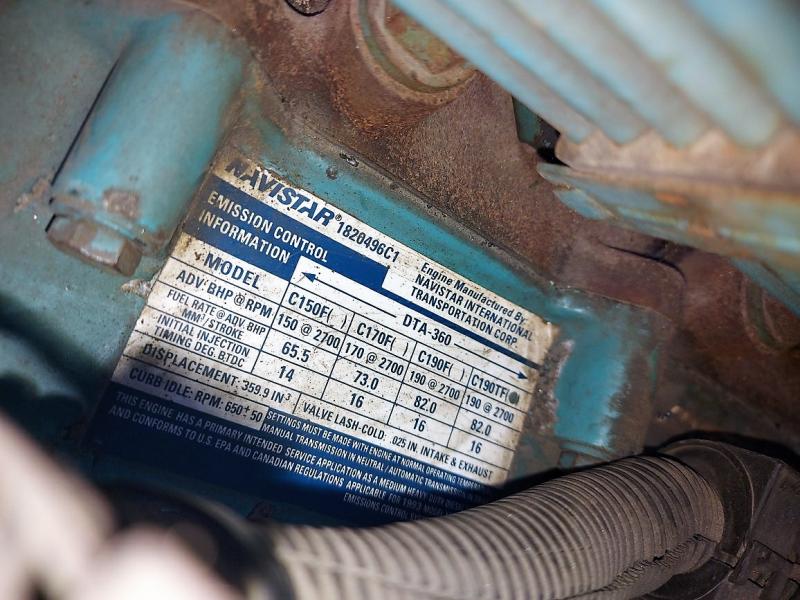 NAVISTAR® 1820496C1
EMISSION CONTROL
INFORMATION
Engine Manufactured By:
NAVISTAR INTERNATIONAL
TRANSPORTATION CORP.
DTA-360
MODEL C150F( ) C170F( ) C190F( ) C190TF( )
ADV BHP @ RPM 150 @ 2700 170 @ 2700 190 @ 2700 190 @ 2700
FUEL RATE @ ADV. BHP
MM³/STROKE 65.5 73.0 82.0 82.0
INITIAL INJECTION
TIMING DEG. BTDC 14 16 16 16
DISPLACEMENT: 359.9 IN³ VALVE LASH-COLD: .025 IN. INTAKE & EXHAUST
CURB IDLE: RPM: 650±50 SETTINGS MUST BE MADE WITH ENGINE AT NORMAL OPERATING
MANUAL TRANSMISSION IN NEUTRAL / AUTOMATIC TRANSMISSION IN
THIS ENGINE HAS A PRIMARY INTENDED SERVICE APPLICATION AS A MEDIUM HEAVY
AND CONFORMS TO U.S. EPA AND CANADIAN REGULATIONS APPLICABLE FOR 1993
EMISSIONS CONTROL